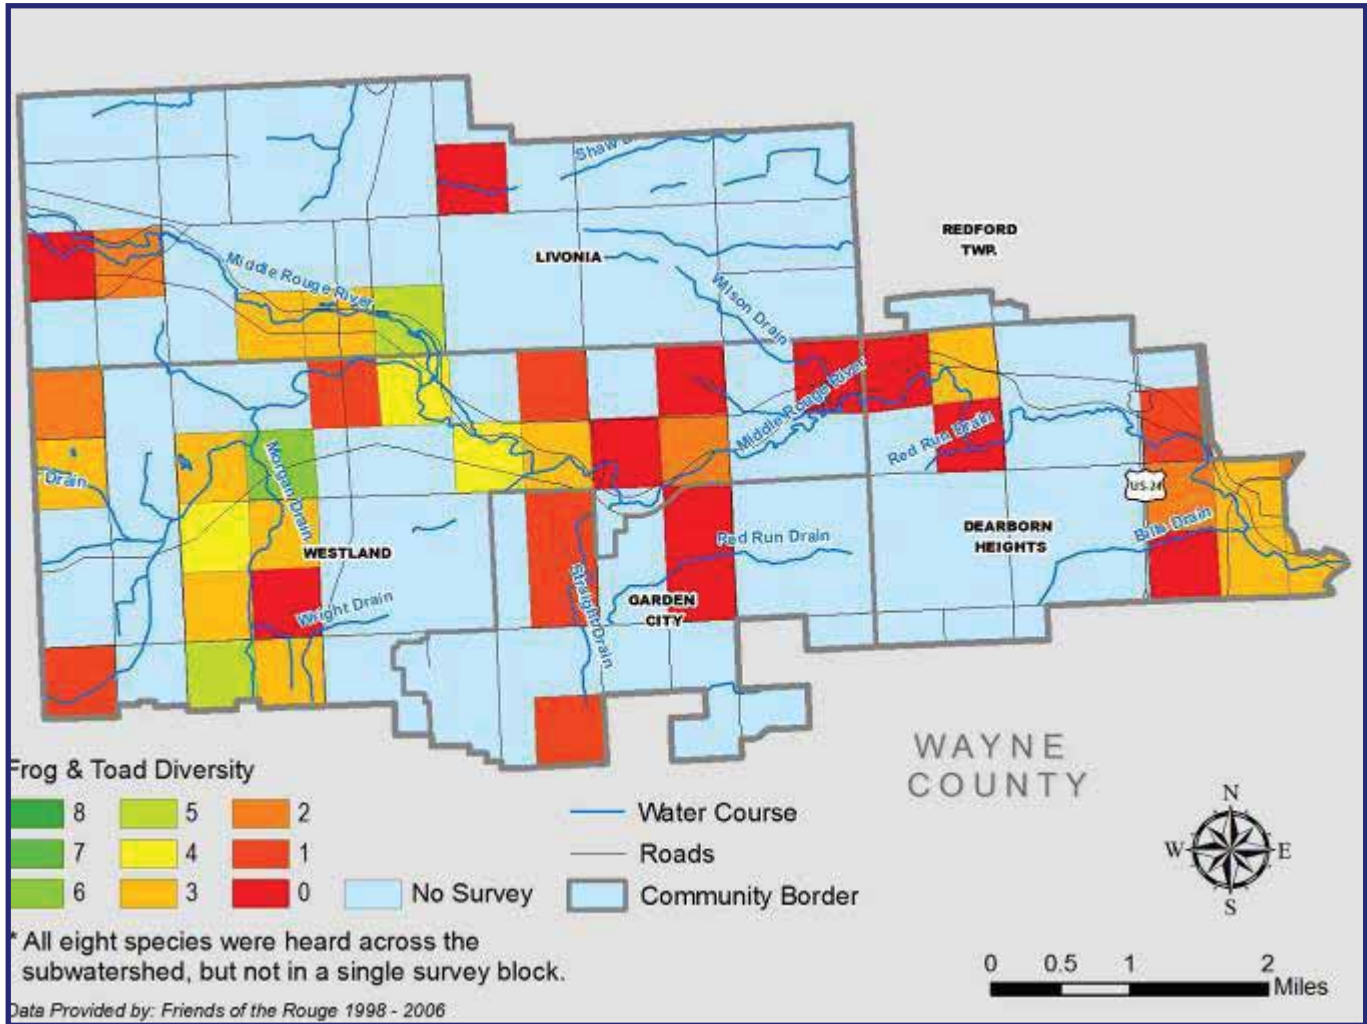 Shaw
REDFORD
TWP.
LIVONIA
Middle Rouge River
Wilson Drain
Middle Rouge River
Red Run Drain
Morgan Drain
Drain
US-24
WESTLAND
DEARBORN
HEIGHTS
Bills Drain
Red Run Drain
Straight Drain
Wright Drain
GARDEN
CITY
WAYNE
COUNTY
Frog & Toad Diversity
8 5 2 Water Course
7 4 1 Roads
6 3 0 No Survey Community Border
* All eight species were heard across the
subwatershed, but not in a single survey block.
Data Provided by: Friends of the Rouge 1998 - 2006
N
W E
S
0 0.5 1 2
Miles